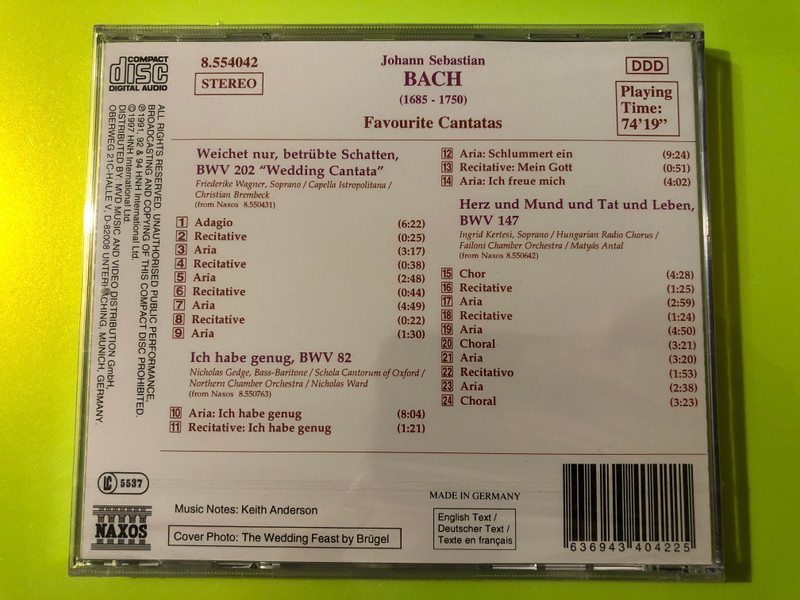 COMPACT
disc
DIGITAL AUDIO
8.554042
STEREO
Johann Sebastian
BACH
(1685 - 1750)
Favourite Cantatas
DDD
Playing
Time:
74'19"
ALL RIGHTS RESERVED. UNAUTHORISED PUBLIC PERFORMANCE,
BROADCASTING AND COPYING OF THIS COMPACT DISC PROHIBITED.
℗1991, 92 & 94 HNH International Ltd.
©1997 HNH International Ltd.
DISTRIBUTED BY: MVD MUSIC AND VIDEO DISTRIBUTION GmbH,
OBERWEG 21C-HALLE V, D-82008 UNTERHACHING, MUNICH, GERMANY.
Weichet nur, betrübte Schatten,
BWV 202 "Wedding Cantata"
Friederike Wagner, Soprano / Capella Istropolitana /
Christian Brembeck
(from Naxos 8.550431)
1 Adagio (6:22)
2 Recitative (0:25)
3 Aria (3:17)
4 Recitative (0:38)
5 Aria (2:48)
6 Recitative (0:44)
7 Aria (4:49)
8 Recitative (0:22)
9 Aria (1:30)
Ich habe genug, BWV 82
Nicholas Gedge, Bass-Baritone / Schola Cantorum of Oxford /
Northern Chamber Orchestra / Nicholas Ward
(from Naxos 8.550763)
10 Aria: Ich habe genug (8:04)
11 Recitative: Ich habe genug (1:21)
12 Aria: Schlummert ein (9:24)
13 Recitative: Mein Gott (0:51)
14 Aria: Ich freue mich (4:02)
Herz und Mund und Tat und Leben,
BWV 147
Ingrid Kertesi, Soprano / Hungarian Radio Chorus /
Failoni Chamber Orchestra / Matyás Antal
(from Naxos 8.550642)
15 Chor (4:28)
16 Recitative (1:25)
17 Aria (2:59)
18 Recitative (1:24)
19 Aria (4:50)
20 Choral (3:21)
21 Aria (3:20)
22 Recitativo (1:53)
23 Aria (2:38)
24 Choral (3:23)
LC 5537
NAXOS
Music Notes: Keith Anderson
Cover Photo: The Wedding Feast by Brügel
MADE IN GERMANY
English Text /
Deutscher Text /
Texte en français
636943 404225